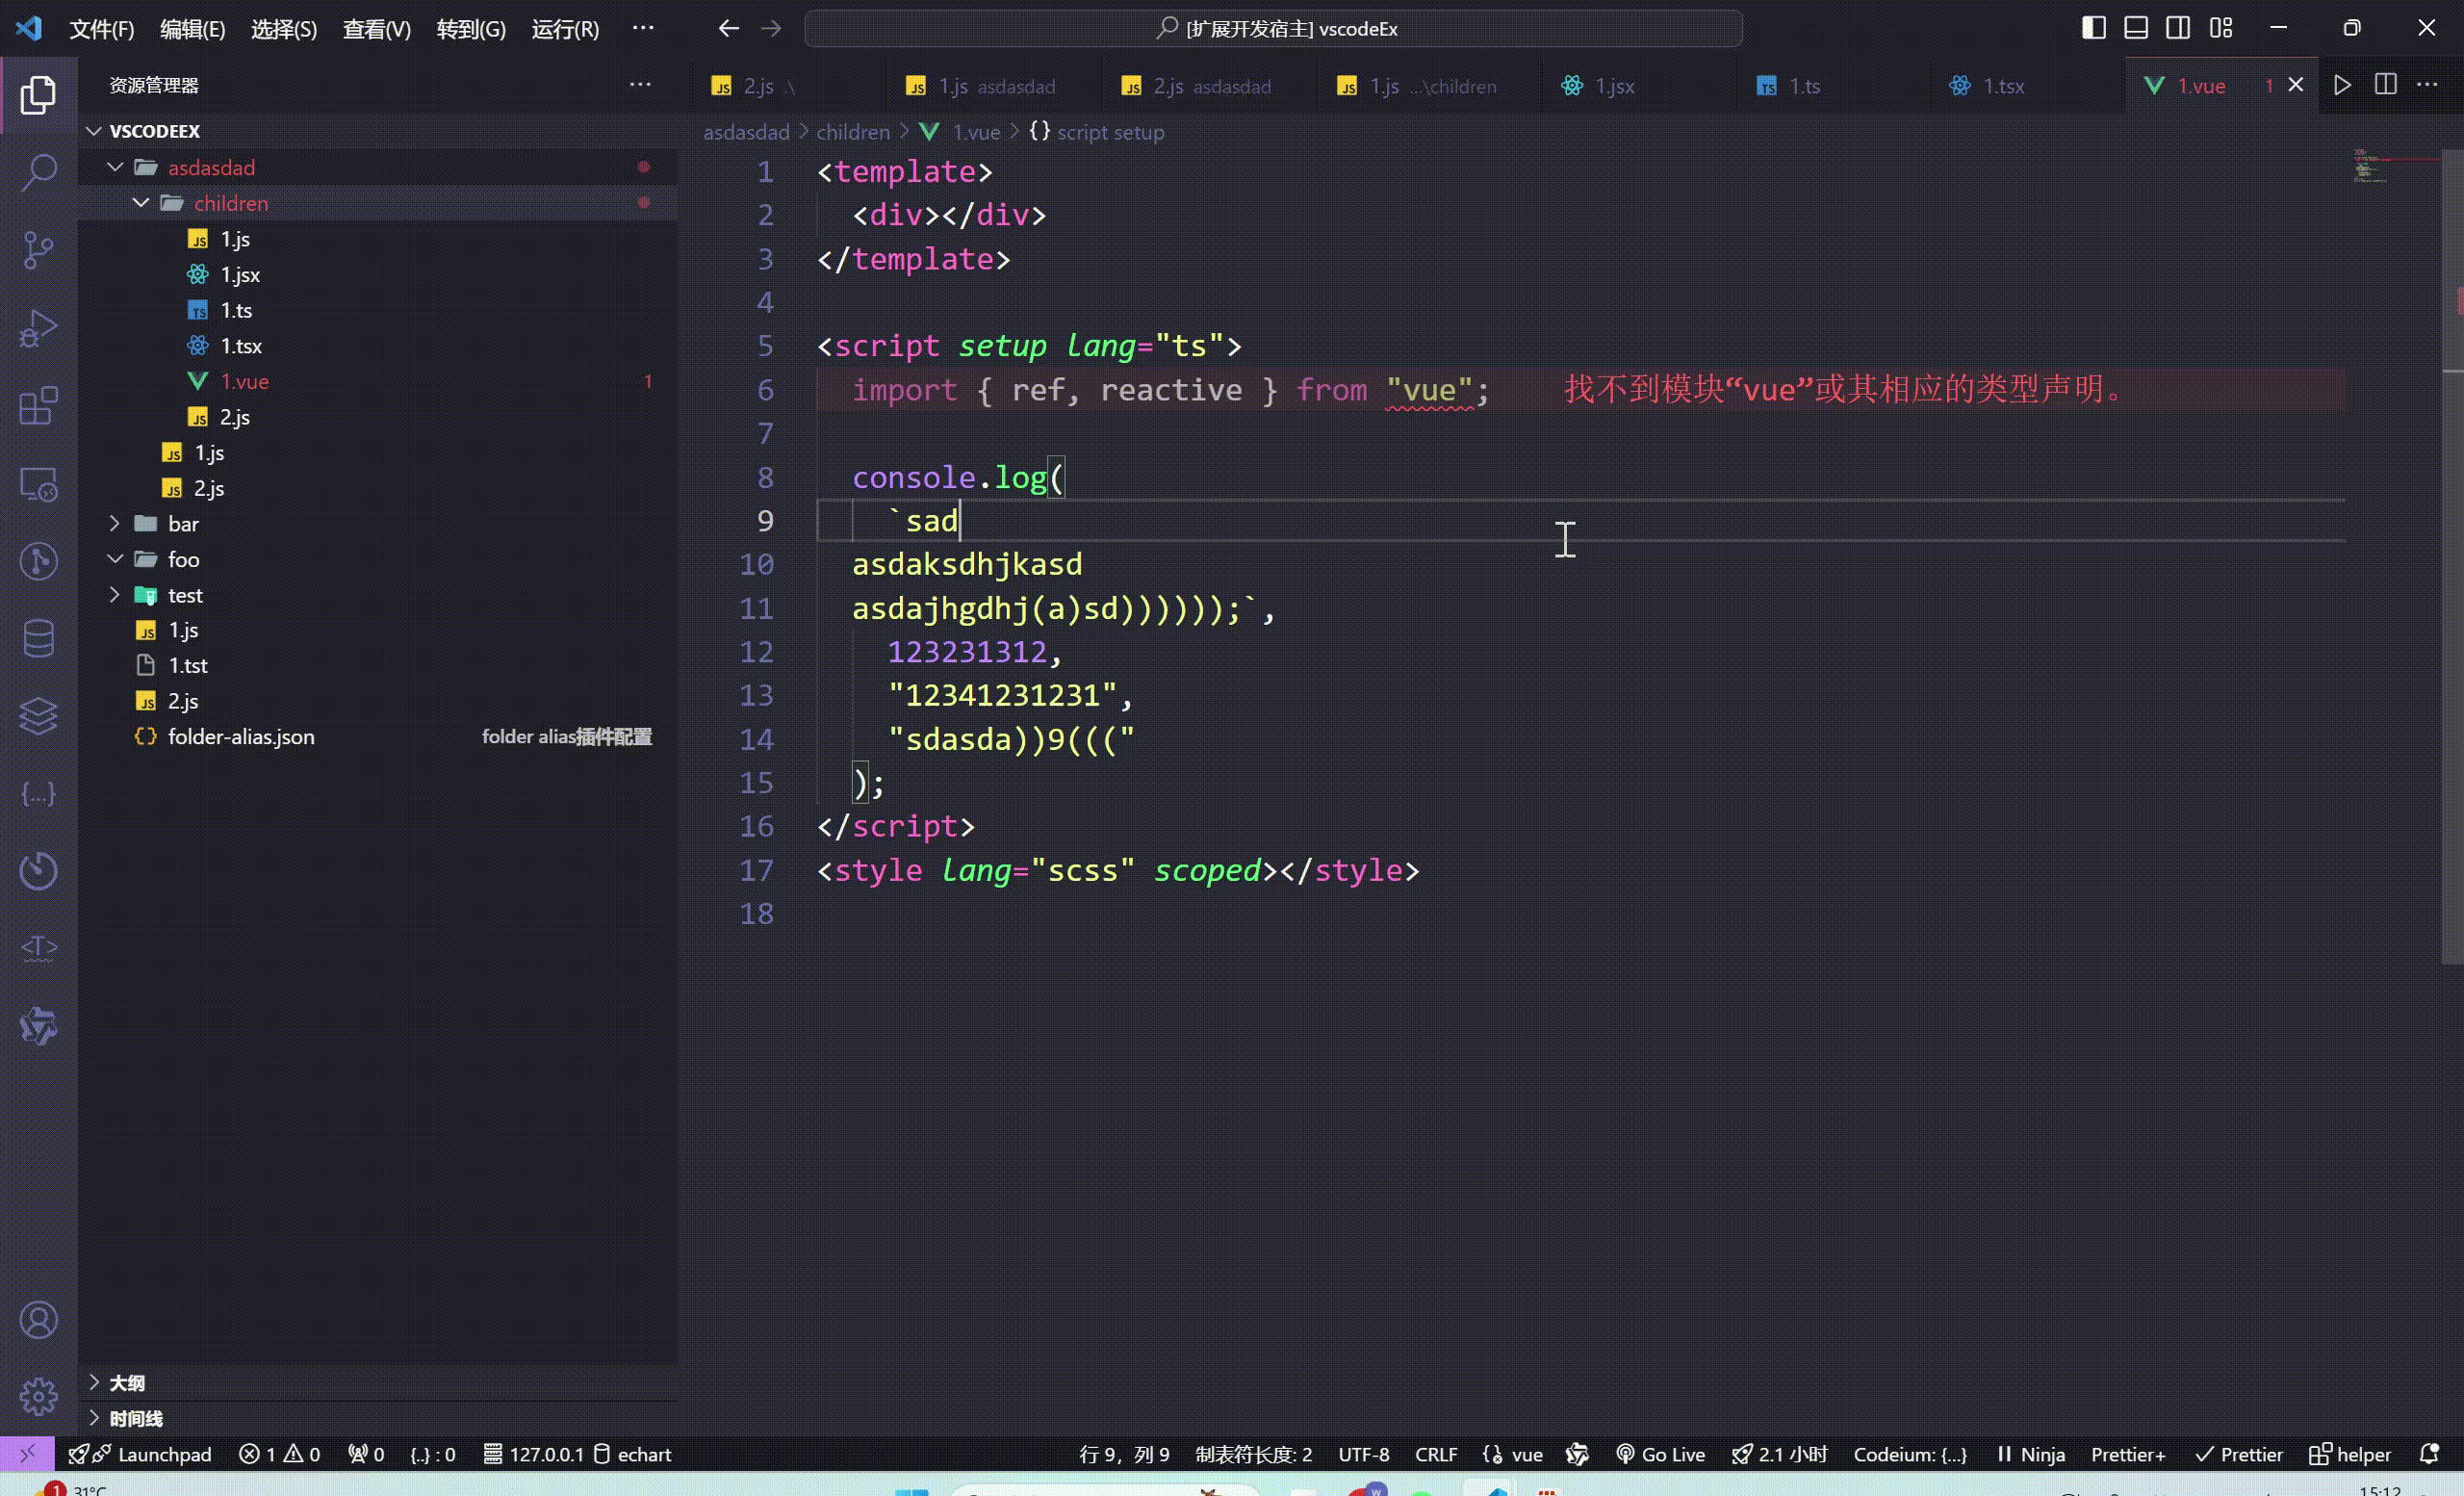 文件(F) 编辑(E) 选择(S) 查看(V) 转到(G) 运行(R) ··· [扩展开发宿主] vscodeEx
资源管理器 ···
2.js .\ 1.js asdasdad 2.js asdasdad 1.js ...\children 1.jsx 1.ts 1.tsx 1.vue 1
asdasdad > children > 1.vue > {} script setup
VSCODEEX
asdasdad
children
1.js
1.jsx
1.ts
1.tsx
1.vue 1
2.js
1.js
2.js
bar
foo
test
1.js
1.tst
2.js
folder-alias.json folder alias插件配置
大纲
时间线
1 <template>
2 <div></div>
3 </template>
4
5 <script setup lang="ts">
6 import { ref, reactive } from "vue"; 找不到模块“vue”或其相应的类型声明。
7
8 console.log(
9 `sad
10 asdaksdhjkasd
11 asdajhgdhj(a)sd))))));`,
12 123231312,
13 "12341231231",
14 "sdasda))9((("
15 );
16 </script>
17 <style lang="scss" scoped></style>
18
Launchpad 1 0 0 {..} : 0 127.0.0.1 echart 行 9，列 9 制表符长度: 2 UTF-8 CRLF vue Go Live 2.1 小时 Codeium: {...} Ninja Prettier+ Prettier helper
1 31°C 15:12